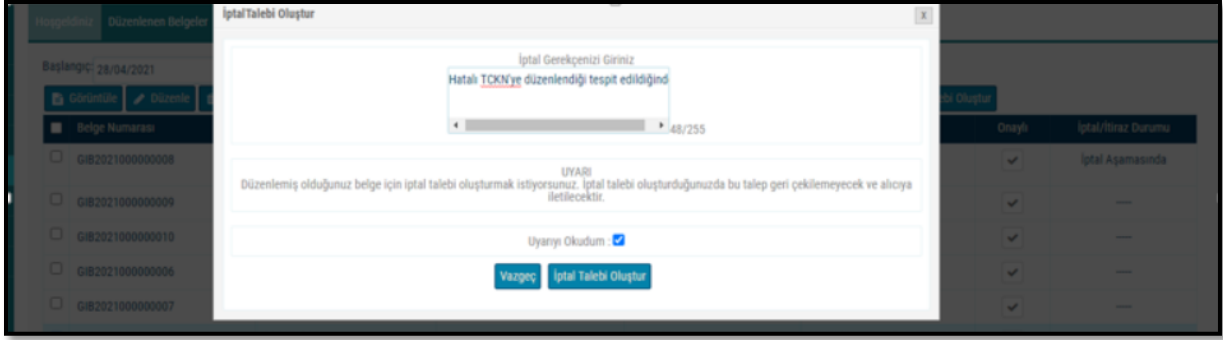 İptalTalebi Oluştur
x
Hoşgeldiniz Düzenlenen Belgeler
İptal Gerekçenizi Giriniz
Başlangıç: 28/04/2021
Hatalı TCKN'ye düzenlendiği tespit edildiğind
Görüntüle Düzenle
Oluştur
48/255
Belge Numarası Onaylı İptal/İtiraz Durumu
GIB2021000000008 İptal Aşamasında
UYARI
Düzenlemiş olduğunuz belge için iptal talebi oluşturmak istiyorsunuz. İptal talebi oluşturduğunuzda bu talep geri çekilemeyecek ve alıcıya
iletilecektir.
GIB2021000000009 ----
GIB2021000000010 ----
Uyarıyı Okudum :
GIB2021000000006 ----
Vazgeç İptal Talebi Oluştur
GIB2021000000007 ----